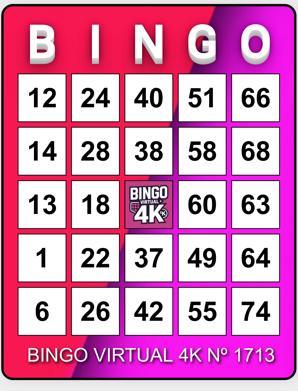 B I N G O
12 24 40 51 66
14 28 38 58 68
13 18 BINGO VIRTUAL 4K 60 63
1 22 37 49 64
6 26 42 55 74
BINGO VIRTUAL 4K Nº 1713